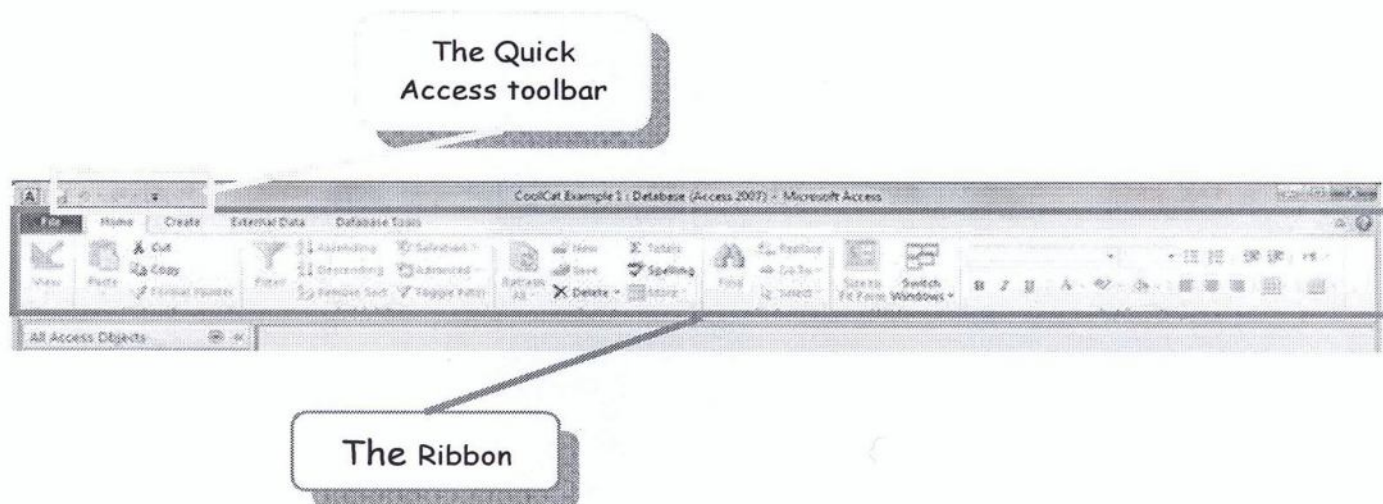 The Quick
Access toolbar
A
CoolCat Example 1 : Database (Access 2007) - Microsoft Access
File Home Create External Data Database Tools
View
Paste
Cut
Copy
Format Painter
Filter
Ascending
Descending
Remove Sort
Selection
Advanced
Toggle Filter
Refresh
All
New
Save
Delete
Totals
Spelling
More
Find
Replace
Go To
Select
Size to
Fit Form
Switch
Windows
B I U A
All Access Objects
The Ribbon